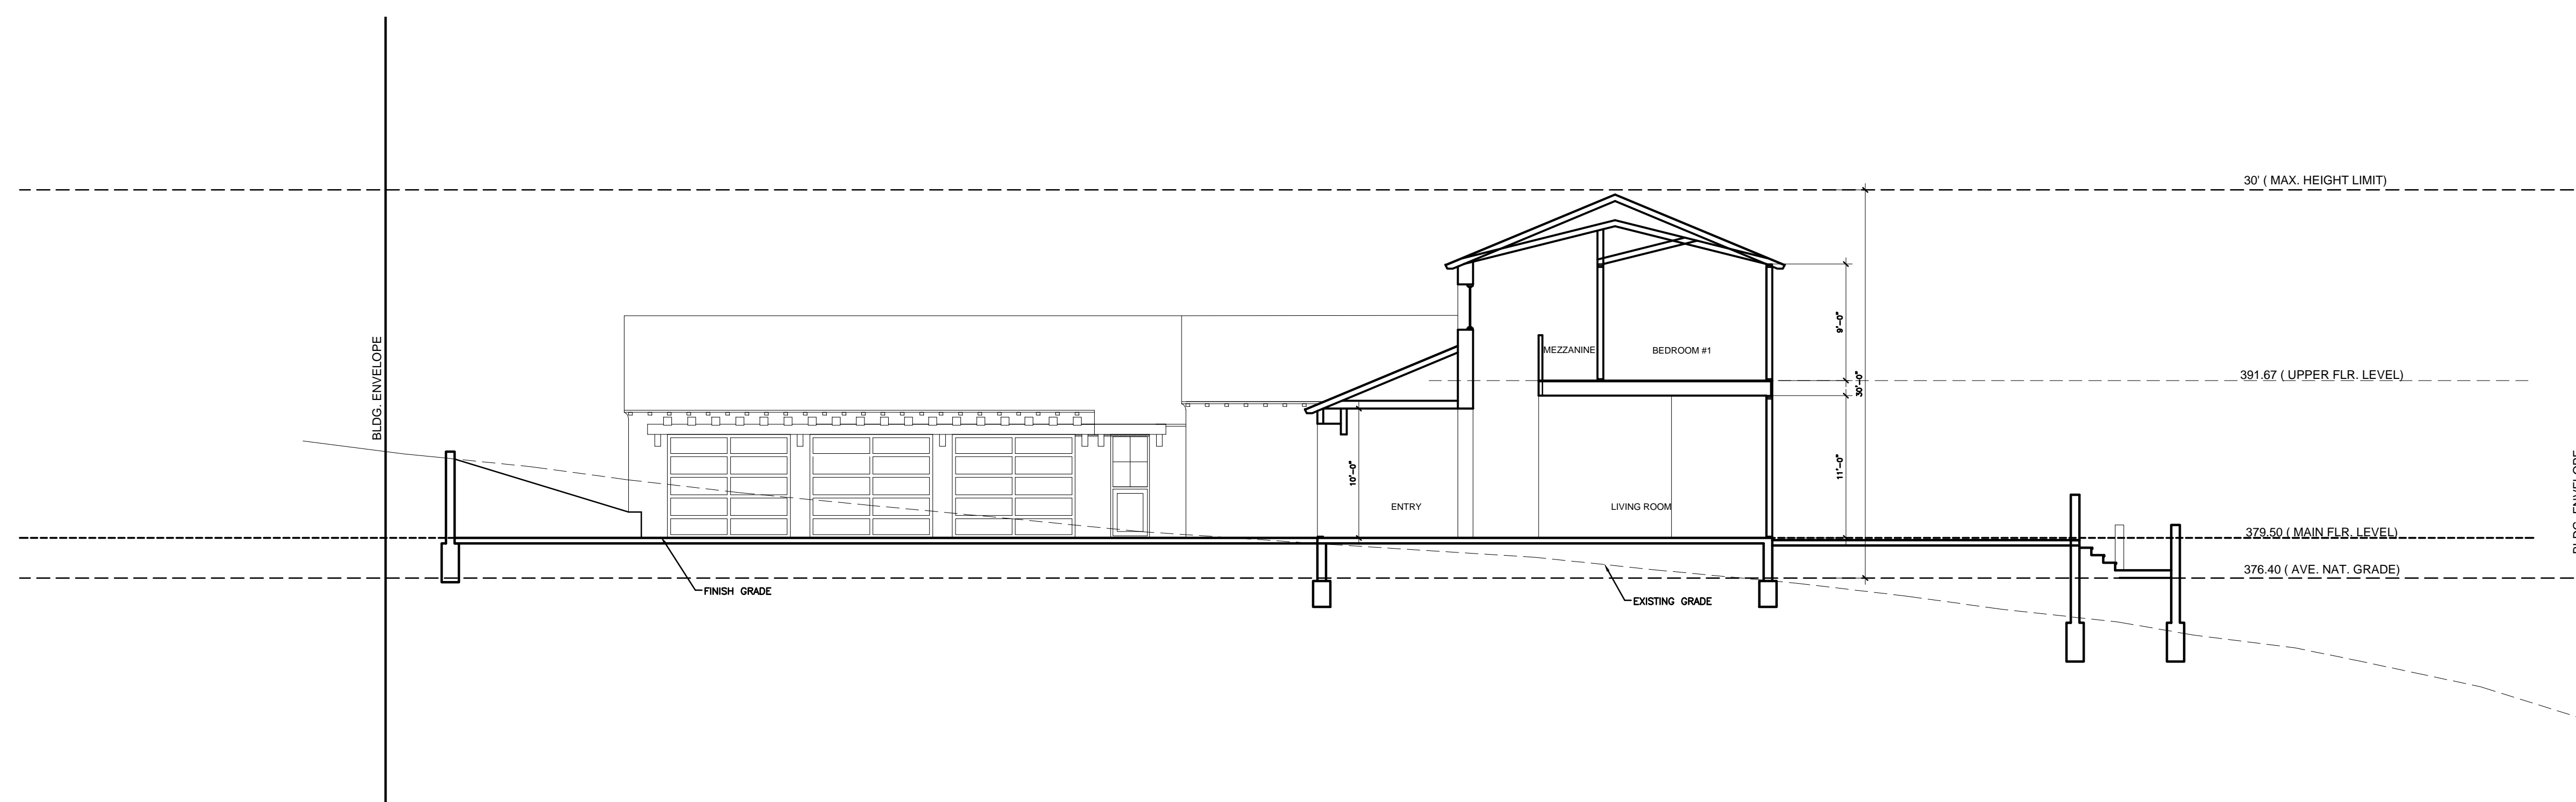 30' ( MAX. HEIGHT LIMIT)
BLDG. ENVELOPE
9'-0"
MEZZANINE
BEDROOM #1
391.67 ( UPPER FLR. LEVEL)
30'-0"
10'-0"
11'-0"
ENTRY
LIVING ROOM
BLDG. ENVELOPE
379.50 ( MAIN FLR. LEVEL)
376.40 ( AVE. NAT. GRADE)
FINISH GRADE
EXISTING GRADE